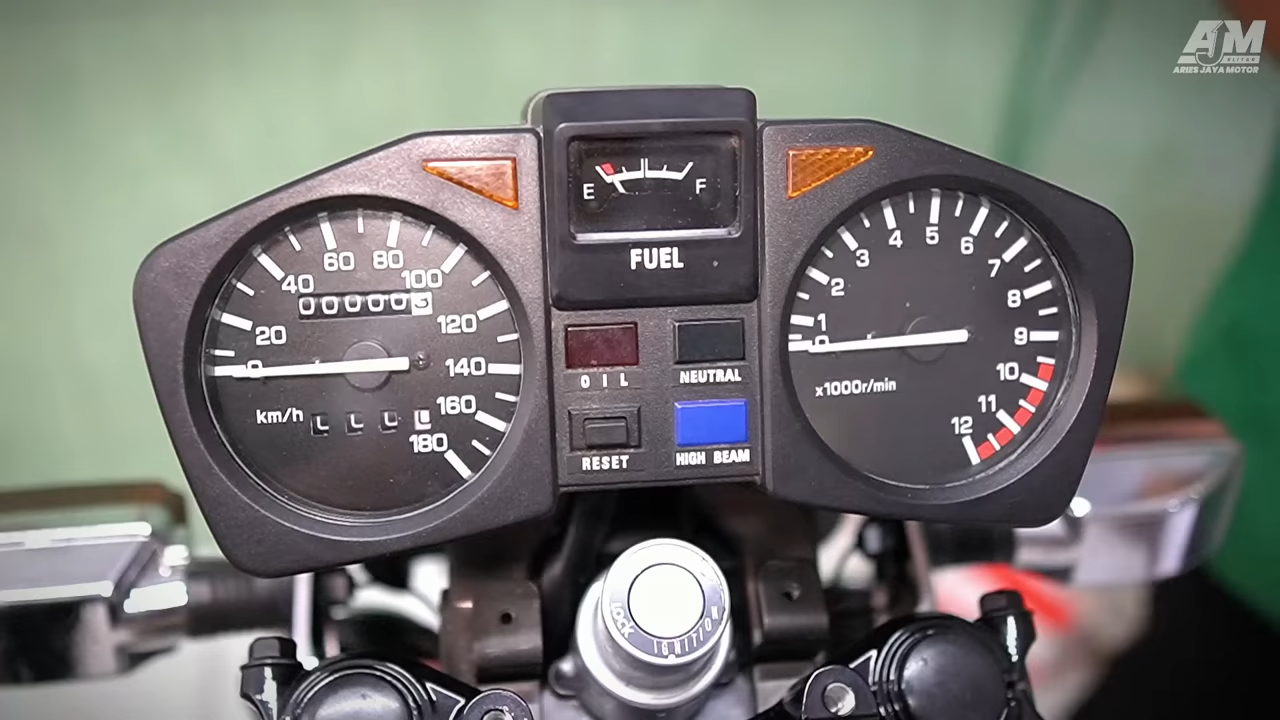 AJM
BLITAR
ARIES JAYA MOTOR
E F
FUEL
0 20 40 60 80 100 120 140 160 180
000003
km/h
OIL
NEUTRAL
RESET
HIGH BEAM
0 1 2 3 4 5 6 7 8 9 10 11 12
x1000r/min
LOCK
IGNITION